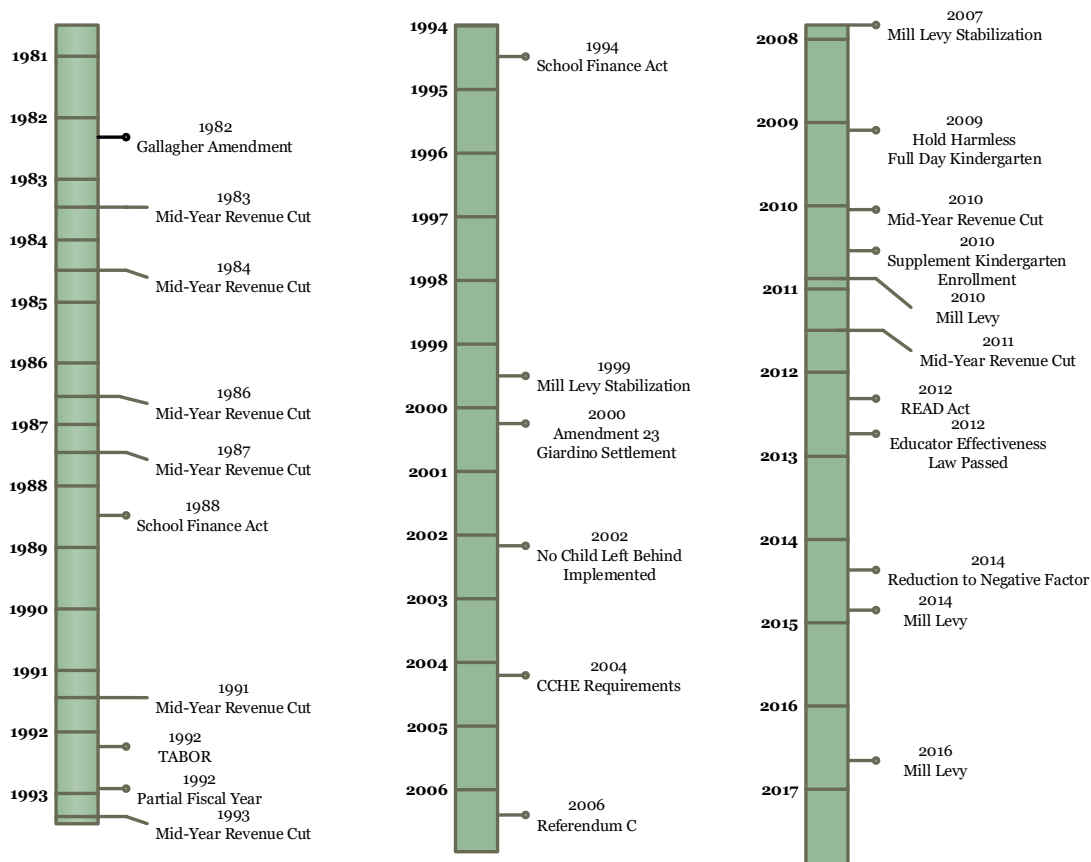 1981
1982
1982
Gallagher Amendment
1983
1983
Mid-Year Revenue Cut
1984
1984
Mid-Year Revenue Cut
1985
1986
1986
Mid-Year Revenue Cut
1987
1987
Mid-Year Revenue Cut
1988
1988
School Finance Act
1989
1990
1991
1991
Mid-Year Revenue Cut
1992
1992
TABOR
1992
Partial Fiscal Year
1993
1993
Mid-Year Revenue Cut
1994
1994
School Finance Act
1995
1996
1997
1998
1999
1999
Mill Levy Stabilization
2000
2000
Amendment 23
Giardino Settlement
2001
2002
2002
No Child Left Behind
Implemented
2003
2004
2004
CCHE Requirements
2005
2006
2006
Referendum C
2007
Mill Levy Stabilization
2008
2009
2009
Hold Harmless
Full Day Kindergarten
2010
2010
Mid-Year Revenue Cut
2010
Supplement Kindergarten
Enrollment
2011
2010
Mill Levy
2011
Mid-Year Revenue Cut
2012
2012
READ Act
2012
Educator Effectiveness
Law Passed
2013
2014
2014
Reduction to Negative Factor
2014
Mill Levy
2015
2016
2016
Mill Levy
2017